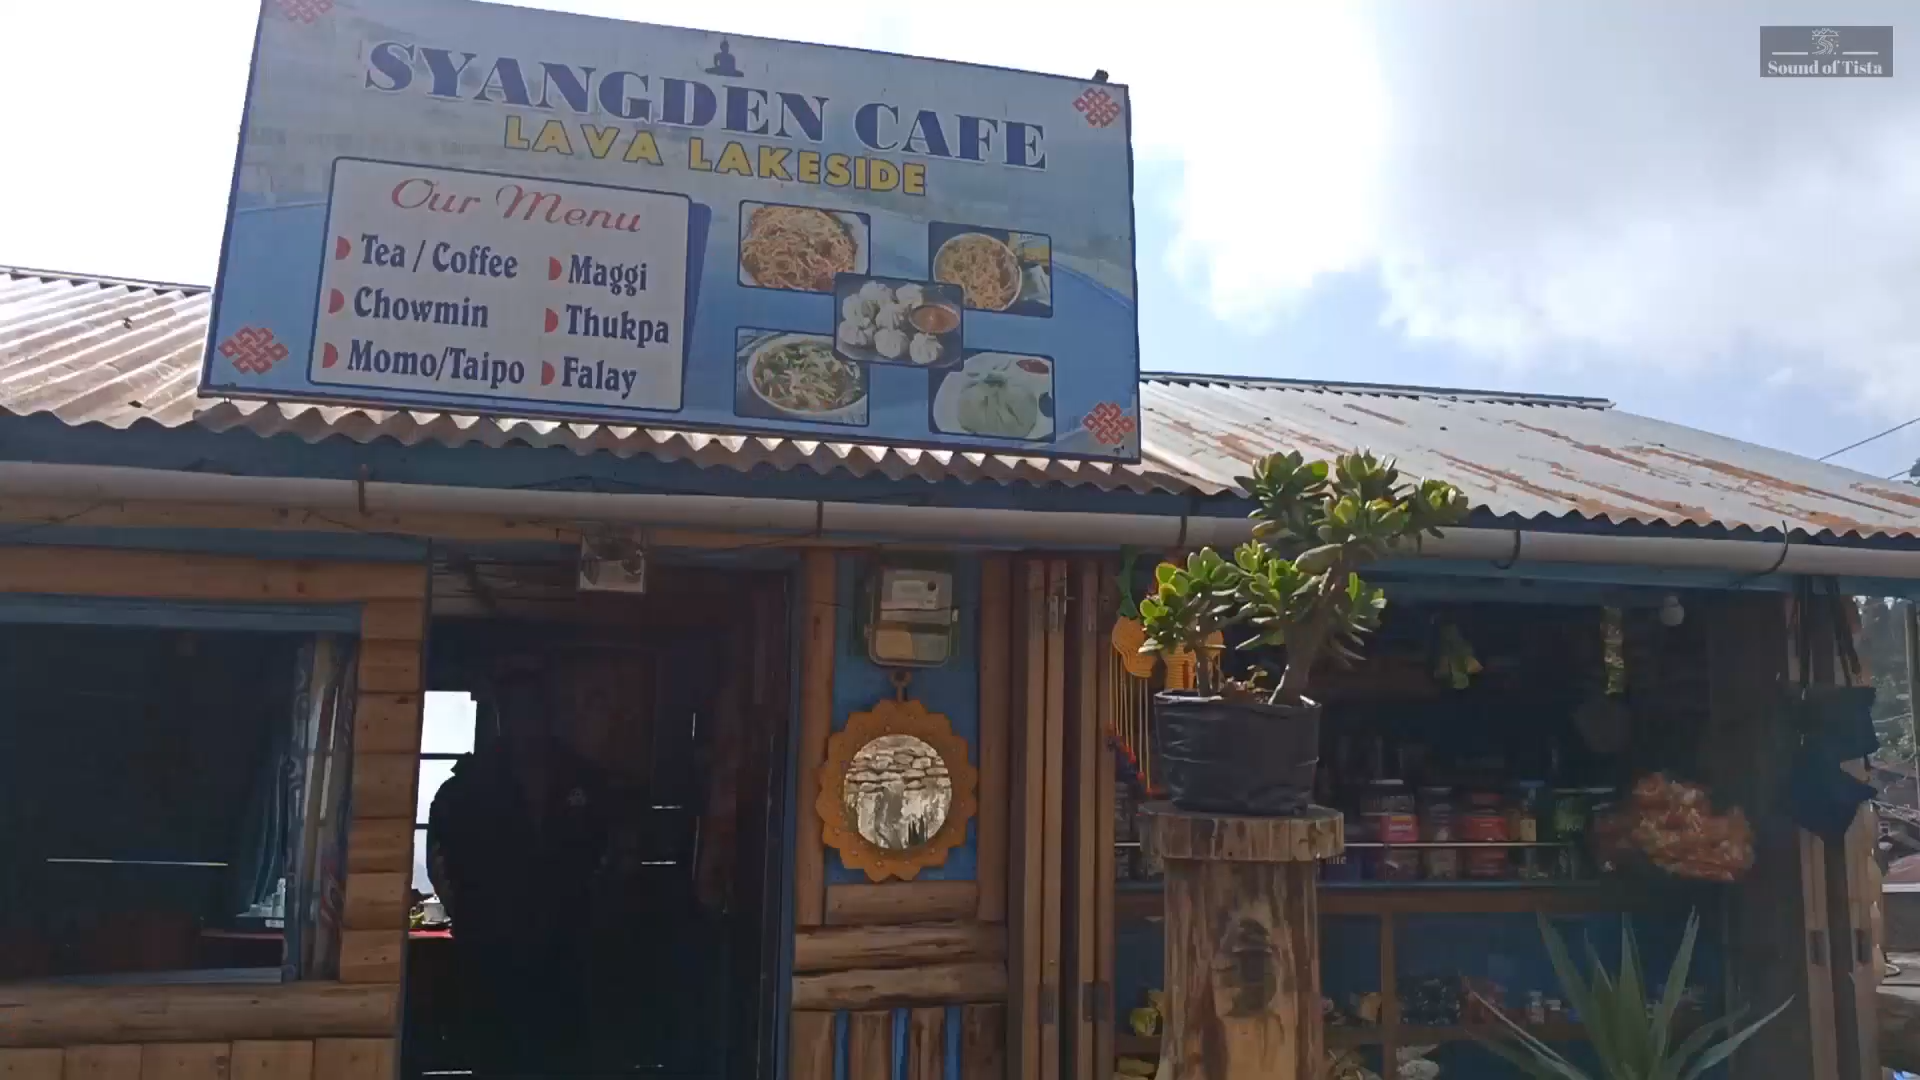 SYANGDEN CAFE
LAVA LAKESIDE
Our Menu
Tea / Coffee
Maggi
Chowmin
Thukpa
Momo/Taipo
Falay
Sound of Tista